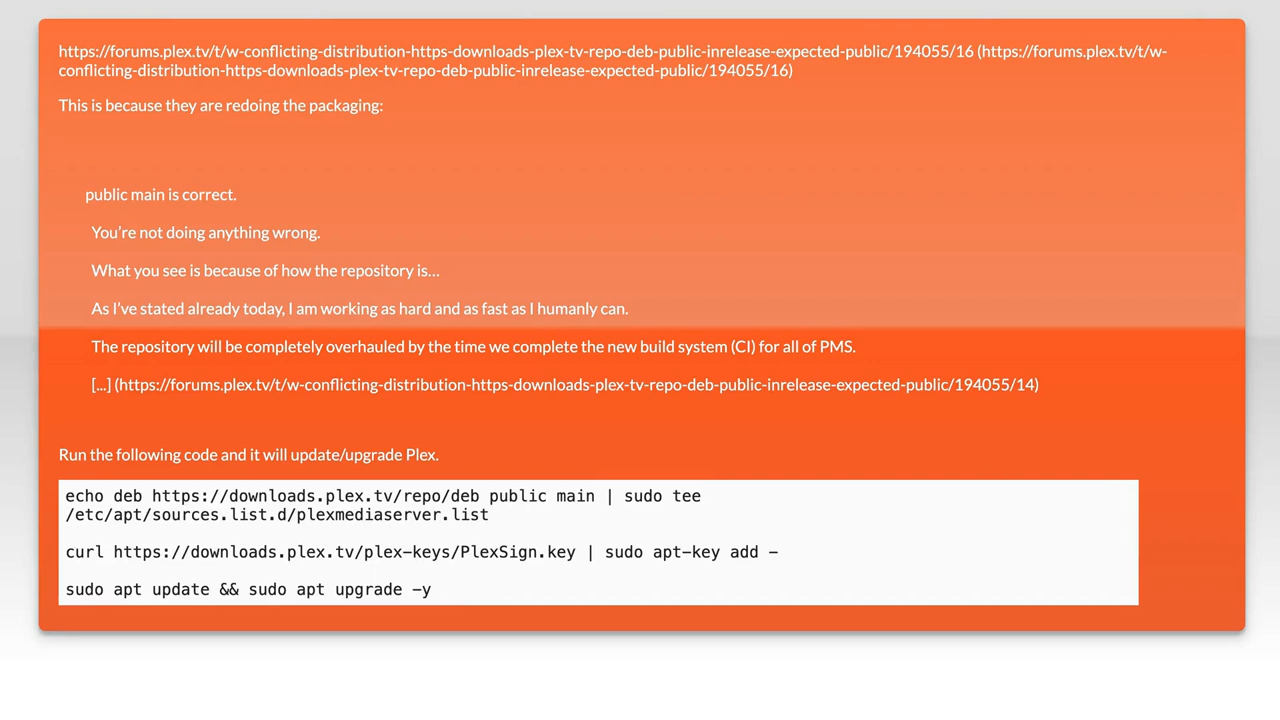 https://forums.plex.tv/t/w-conflicting-distribution-https-downloads-plex-tv-repo-deb-public-inrelease-expected-public/194055/16 (https://forums.plex.tv/t/w-
conflicting-distribution-https-downloads-plex-tv-repo-deb-public-inrelease-expected-public/194055/16)
This is because they are redoing the packaging:
public main is correct.
You’re not doing anything wrong.
What you see is because of how the repository is…
As I’ve stated already today, I am working as hard and as fast as I humanly can.
The repository will be completely overhauled by the time we complete the new build system (CI) for all of PMS.
[...] (https://forums.plex.tv/t/w-conflicting-distribution-https-downloads-plex-tv-repo-deb-public-inrelease-expected-public/194055/14)
Run the following code and it will update/upgrade Plex.
echo deb https://downloads.plex.tv/repo/deb public main | sudo tee
/etc/apt/sources.list.d/plexmediaserver.list
curl https://downloads.plex.tv/plex-keys/PlexSign.key | sudo apt-key add -
sudo apt update && sudo apt upgrade -y